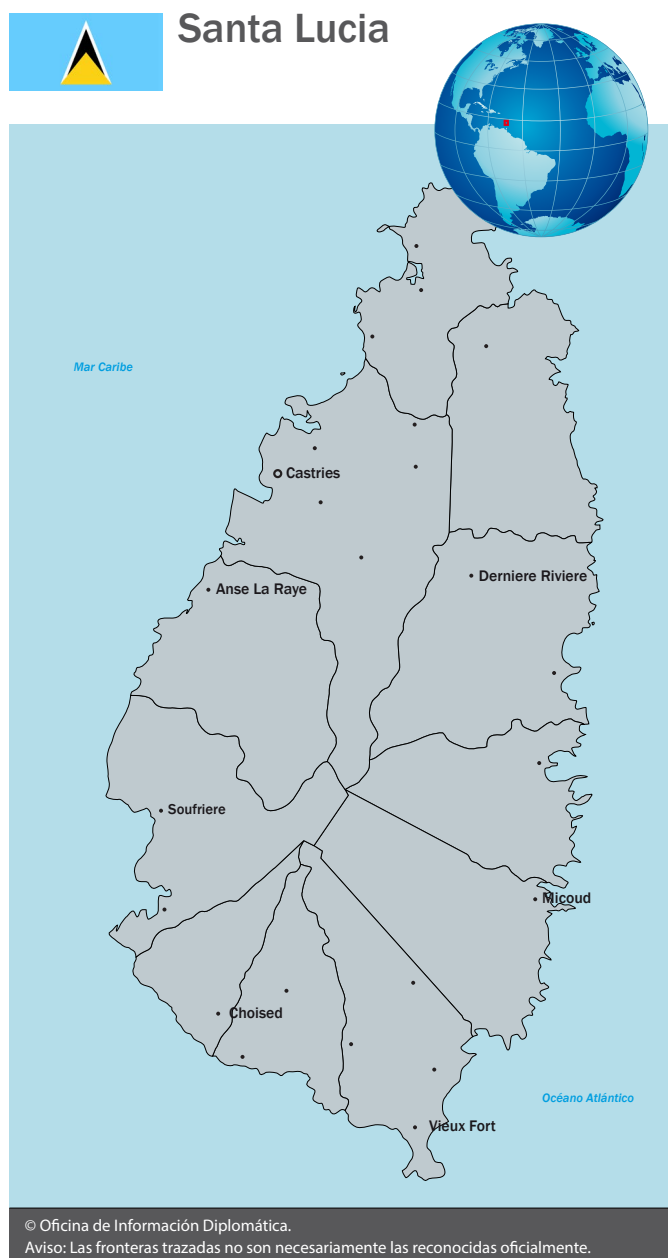 Santa Lucia
Mar Caribe
Castries
Derniere Riviere
Anse La Raye
Soufriere
Micoud
Choised
Océano Atlántico
Vieux Fort
© Oficina de Información Diplomática.
Aviso: Las fronteras trazadas no son necesariamente las reconocidas oficialmente.